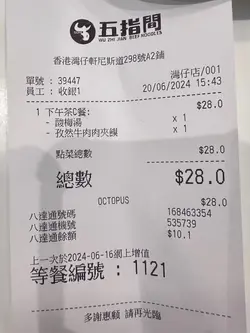 五指間
WU ZHI JIAN BEEF NOODLES
香港灣仔軒尼斯道298號A2鋪
單號 : 39447 灣仔店/001
員工 : 收銀1 20/06/2024 15:43
1 下午茶C餐: $28.0
- 酸梅湯 x 1
- 孜然牛肉肉夾饃 x 1
點菜總數 $28.0
總數 $28.0
OCTOPUS $28.0
八達通號碼 168463354
八達通機號 535739
八達通餘額 $10.1
上一次於2024-06-16網上增值
等餐編號 : 1121
多謝惠顧 請再光臨